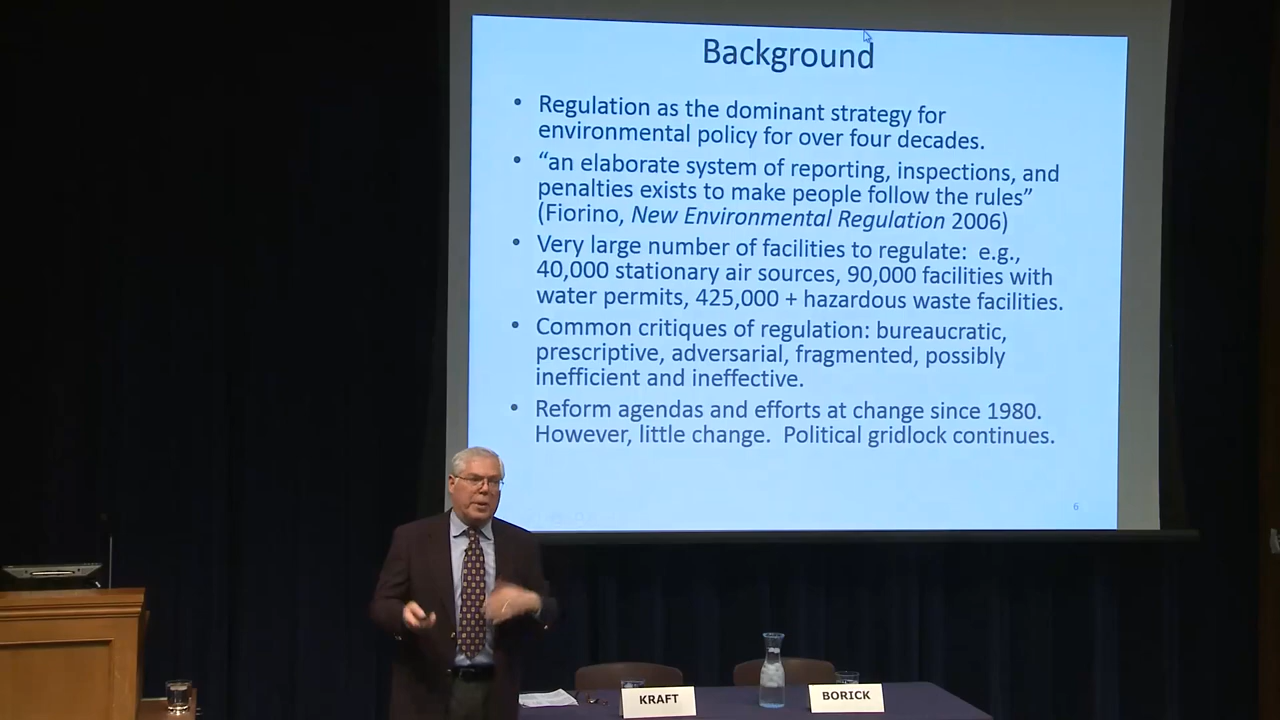 Background
• Regulation as the dominant strategy for
environmental policy for over four decades.
• “an elaborate system of reporting, inspections, and
penalties exists to make people follow the rules”
(Fiorino, New Environmental Regulation 2006)
• Very large number of facilities to regulate: e.g.,
40,000 stationary air sources, 90,000 facilities with
water permits, 425,000 + hazardous waste facilities.
• Common critiques of regulation: bureaucratic,
prescriptive, adversarial, fragmented, possibly
inefficient and ineffective.
• Reform agendas and efforts at change since 1980.
However, little change. Political gridlock continues.
6
KRAFT
BORICK